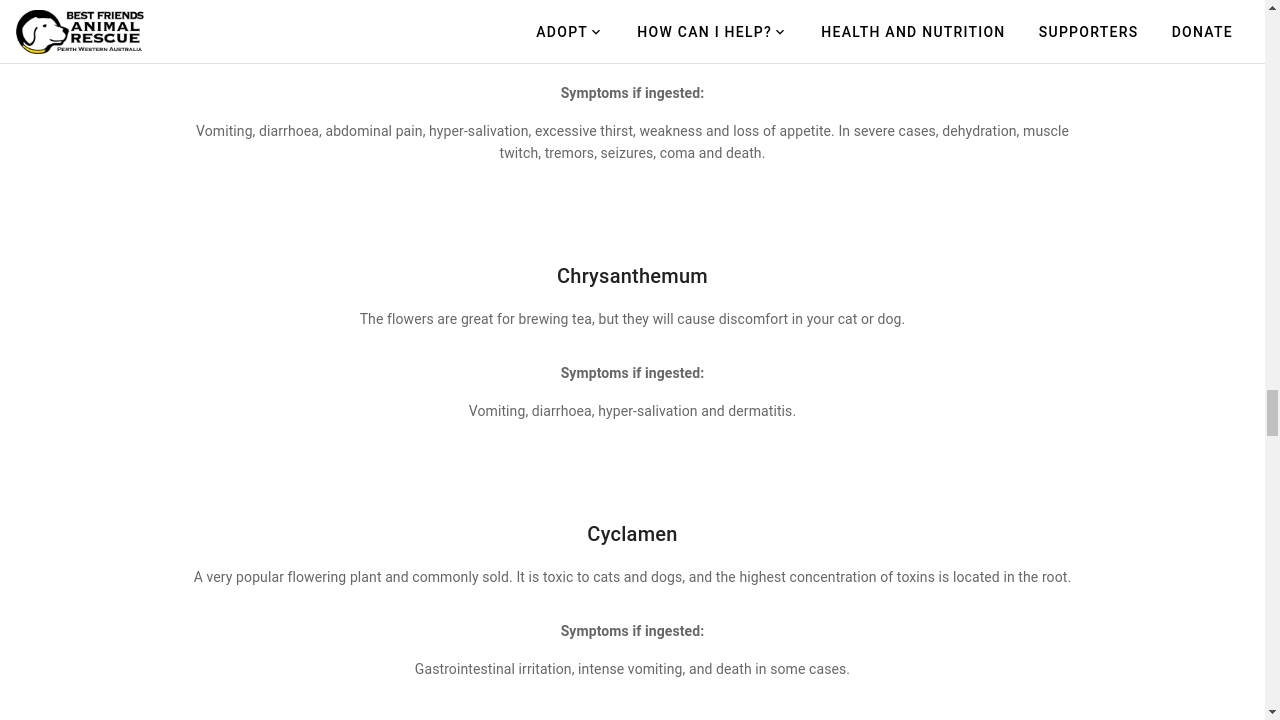 BEST FRIENDS
ANIMAL
RESCUE
PERTH WESTERN AUSTRALIA
ADOPT
HOW CAN I HELP?
HEALTH AND NUTRITION
SUPPORTERS
DONATE
Symptoms if ingested:
Vomiting, diarrhoea, abdominal pain, hyper-salivation, excessive thirst, weakness and loss of appetite. In severe cases, dehydration, muscle
twitch, tremors, seizures, coma and death.
Chrysanthemum
The flowers are great for brewing tea, but they will cause discomfort in your cat or dog.
Symptoms if ingested:
Vomiting, diarrhoea, hyper-salivation and dermatitis.
Cyclamen
A very popular flowering plant and commonly sold. It is toxic to cats and dogs, and the highest concentration of toxins is located in the root.
Symptoms if ingested:
Gastrointestinal irritation, intense vomiting, and death in some cases.